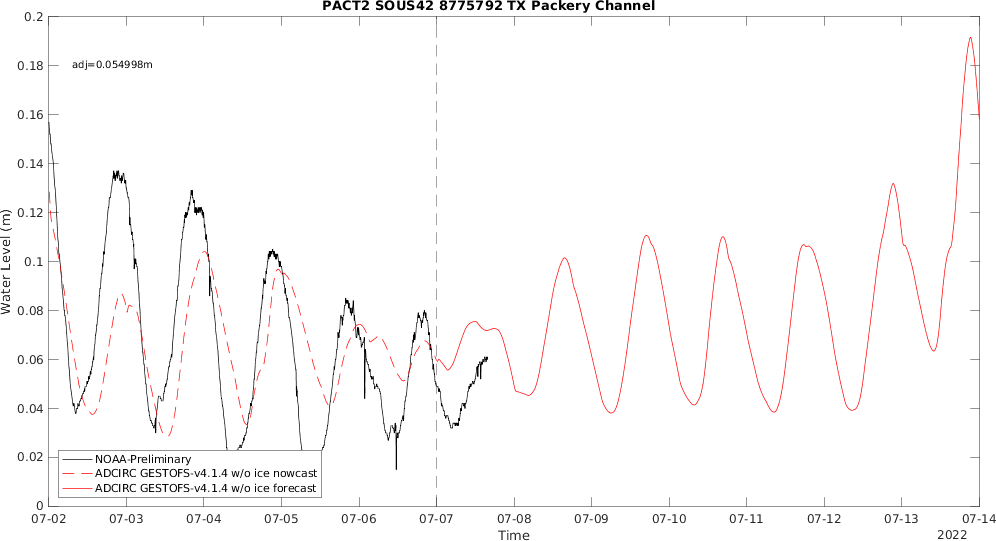 PACT2 SOUS42 8775792 TX Packery Channel
0.2
0.18
0.16
0.14
0.12
0.1
0.08
0.06
0.04
0.02
0
Water Level (m)
adj=0.054998m
NOAA-Preliminary
ADCIRC GESTOFS-v4.1.4 w/o ice nowcast
ADCIRC GESTOFS-v4.1.4 w/o ice forecast
07-02 07-03 07-04 07-05 07-06 07-07 07-08 07-09 07-10 07-11 07-12 07-13 07-14
Time
2022